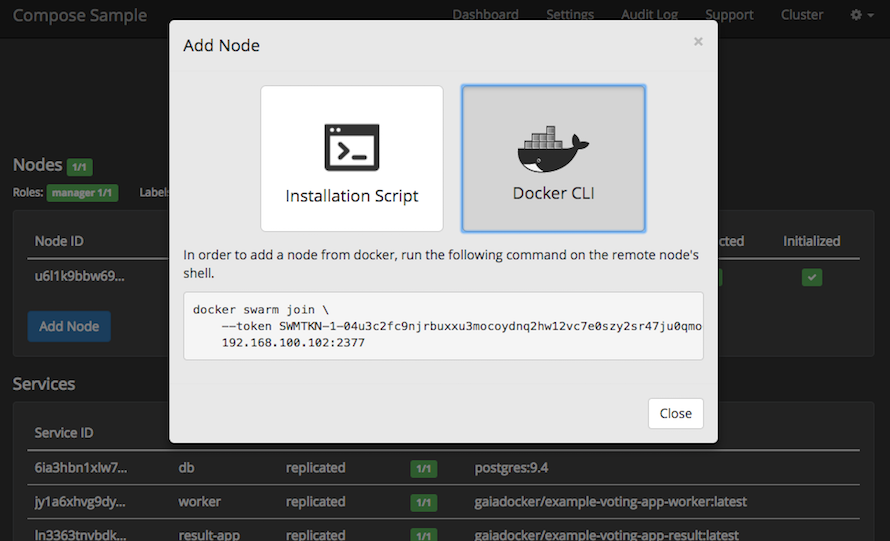 Compose Sample
Dashboard Settings Audit Log Support Cluster
Add Node
×
Installation Script
Docker CLI
In order to add a node from docker, run the following command on the remote node's
shell.
docker swarm join \
--token SWMTKN-1-04u3c2fc9njrbuxxu3mocoydnq2hw12vc7e0szy2sr47ju0qmo
192.168.100.102:2377
Close
Nodes 1/1
Roles: manager 1/1 Labels
Node ID
Initialized
u6l1k9bbw69...
Add Node
Services
Service ID
6ia3hbn1xlw7... db replicated 1/1 postgres:9.4
jy1a6xhvg9dy... worker replicated 1/1 gaiadocker/example-voting-app-worker:latest
ln3363tnvbdk... result-app replicated 1/1 gaiadocker/example-voting-app-result:latest